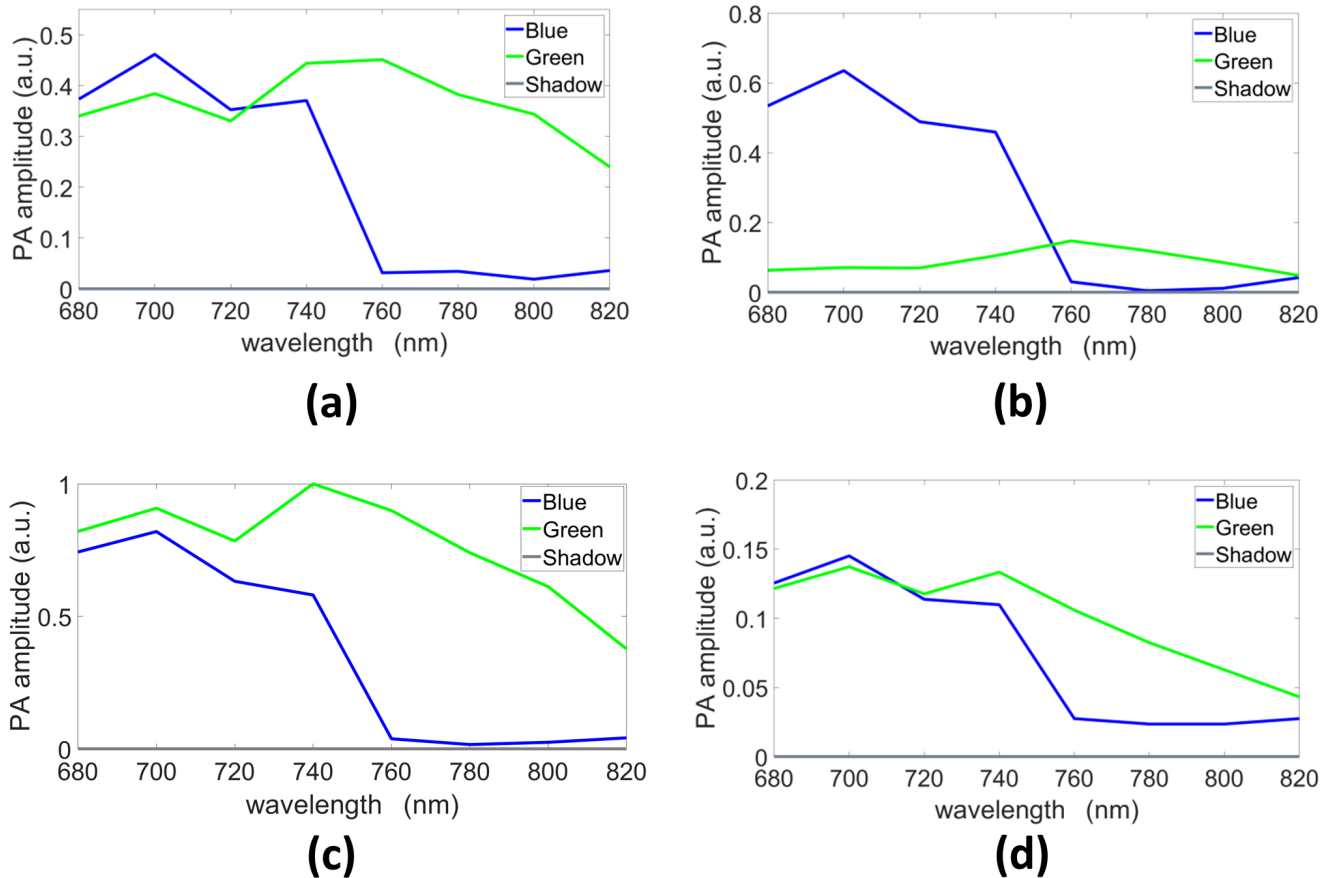 PA amplitude (a.u.)
0.5
0.4
0.3
0.2
0.1
0
680 700 720 740 760 780 800 820
wavelength (nm)
Blue
Green
Shadow
(a)
PA amplitude (a.u.)
0.8
0.6
0.4
0.2
0
680 700 720 740 760 780 800 820
wavelength (nm)
Blue
Green
Shadow
(b)
PA amplitude (a.u.)
1
0.5
0
680 700 720 740 760 780 800 820
wavelength (nm)
Blue
Green
Shadow
(c)
PA amplitude (a.u.)
0.2
0.15
0.1
0.05
0
680 700 720 740 760 780 800 820
wavelength (nm)
Blue
Green
Shadow
(d)